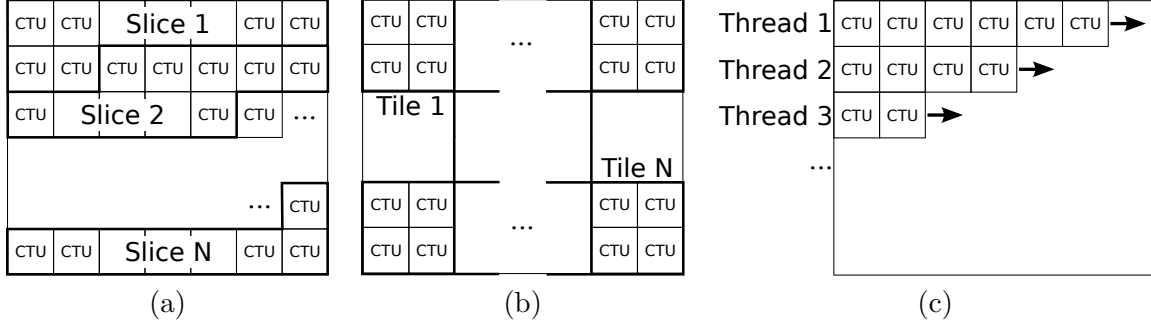 CTU CTU Slice 1 CTU CTU
CTU CTU CTU CTU CTU CTU CTU
CTU Slice 2 CTU CTU ...
... CTU
CTU CTU Slice N CTU CTU
(a)
CTU CTU ... CTU CTU
CTU CTU CTU CTU
Tile 1
Tile N
CTU CTU ... CTU CTU
CTU CTU CTU CTU
(b)
Thread 1 CTU CTU CTU CTU CTU CTU
Thread 2 CTU CTU CTU CTU
Thread 3 CTU CTU
...
(c)